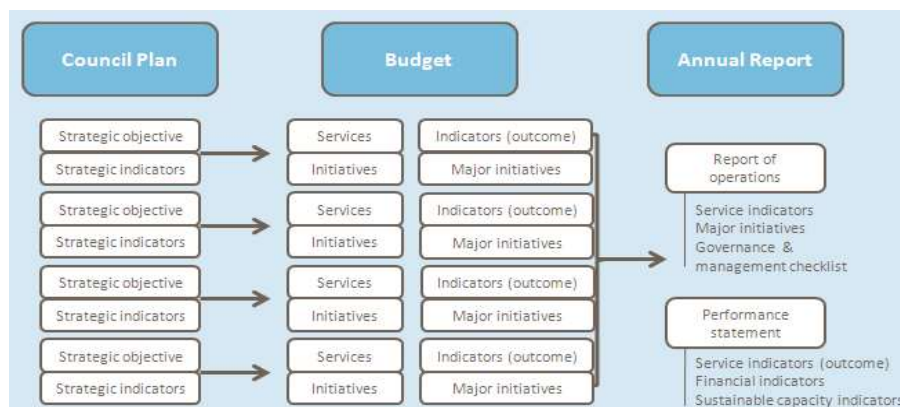 Council Plan
Budget
Annual Report
Strategic objective
Strategic indicators
Services
Initiatives
Indicators (outcome)
Major initiatives
Strategic objective
Strategic indicators
Services
Initiatives
Indicators (outcome)
Major initiatives
Strategic objective
Strategic indicators
Services
Initiatives
Indicators (outcome)
Major initiatives
Strategic objective
Strategic indicators
Services
Initiatives
Indicators (outcome)
Major initiatives
Report of
operations
Service indicators
Major initiatives
Governance &
management checklist
Performance
statement
Service indicators (outcome)
Financial indicators
Sustainable capacity indicators